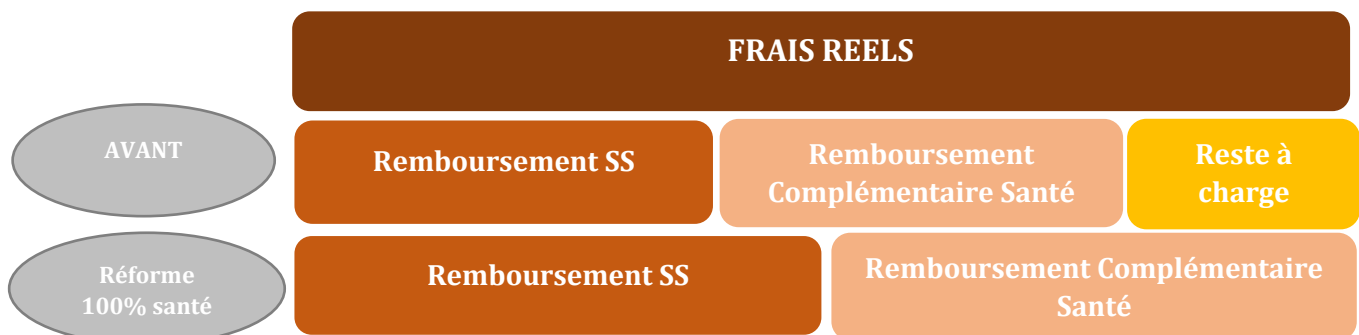 FRAIS REELS
AVANT
Remboursement SS
Remboursement
Complémentaire Santé
Reste à
charge
Réforme
100% santé
Remboursement SS
Remboursement Complémentaire
Santé